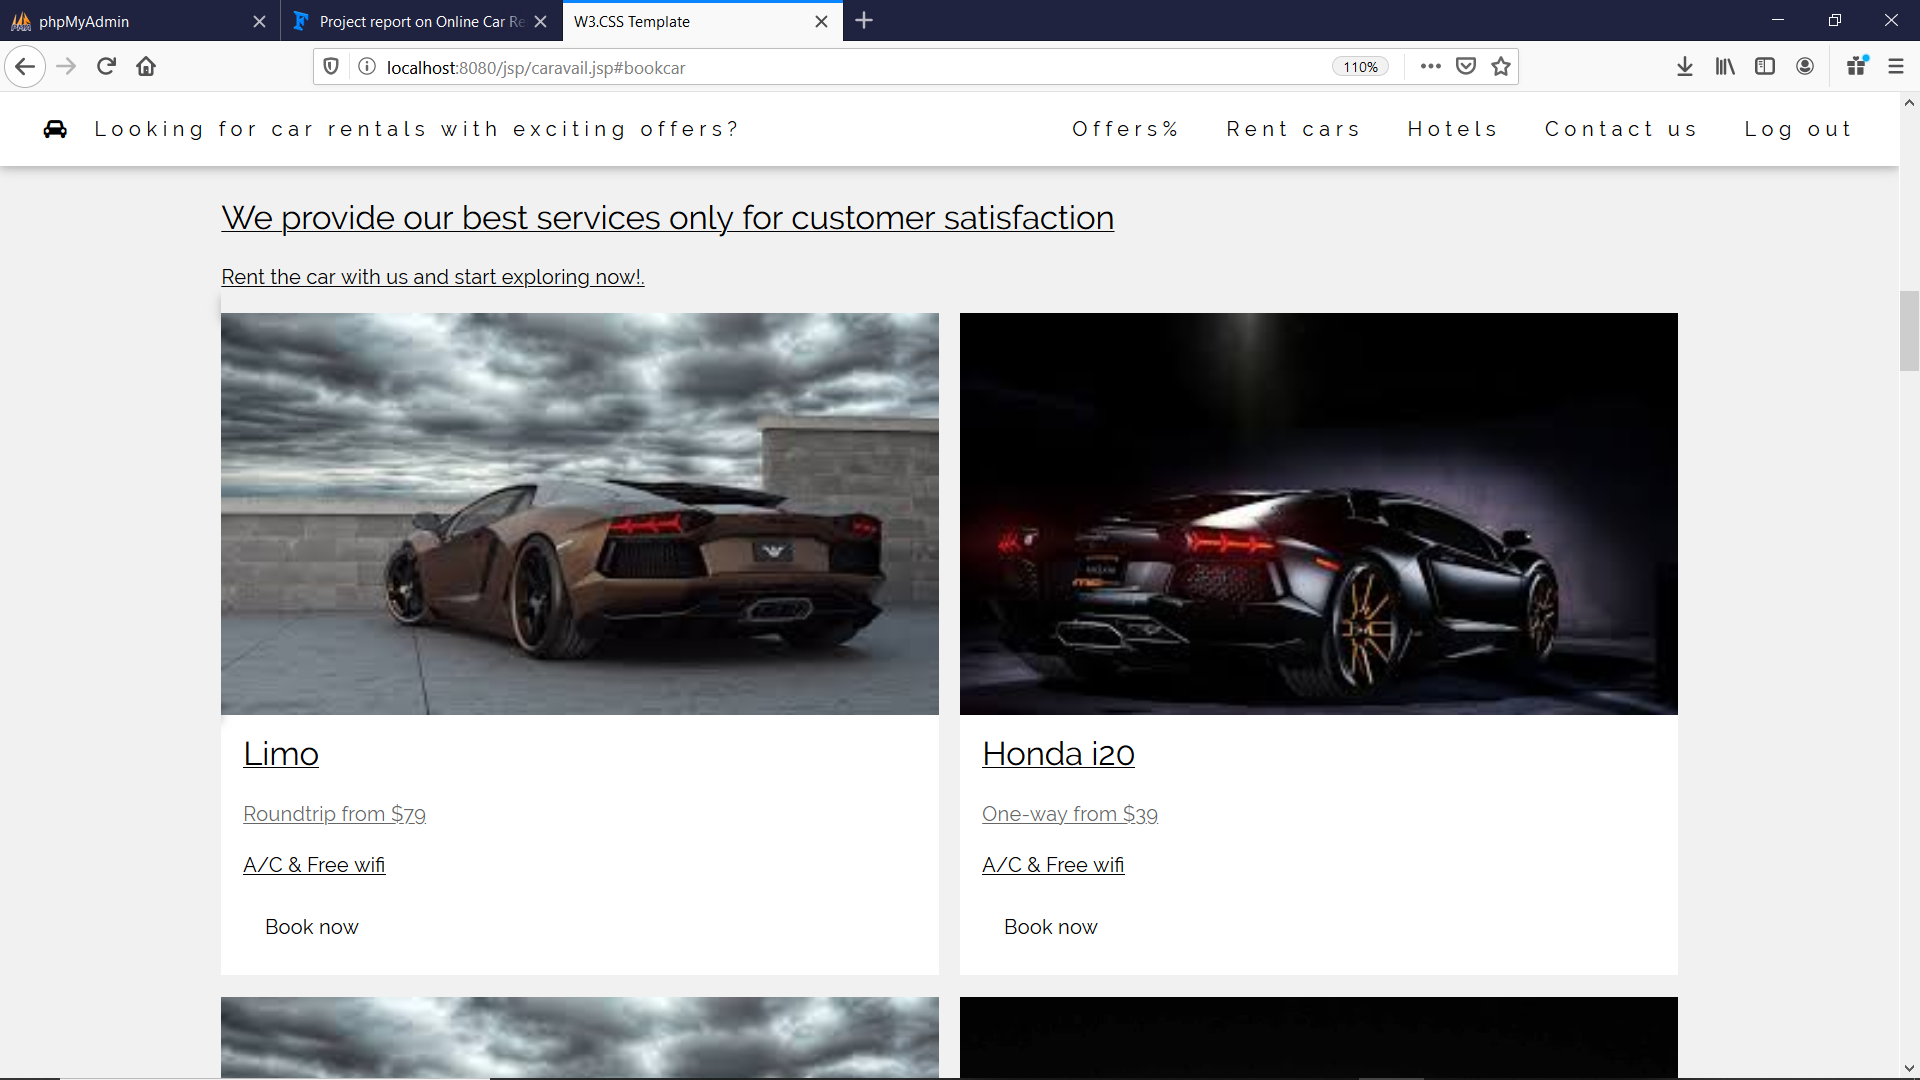 phpMyAdmin
Project report on Online Car Re
W3.CSS Template
localhost:8080/jsp/caravail.jsp#bookcar
110%
Looking for car rentals with exciting offers?
Offers%
Rent cars
Hotels
Contact us
Log out
We provide our best services only for customer satisfaction
Rent the car with us and start exploring now!.
Limo
Roundtrip from $79
A/C & Free wifi
Book now
Honda i20
One-way from $39
A/C & Free wifi
Book now